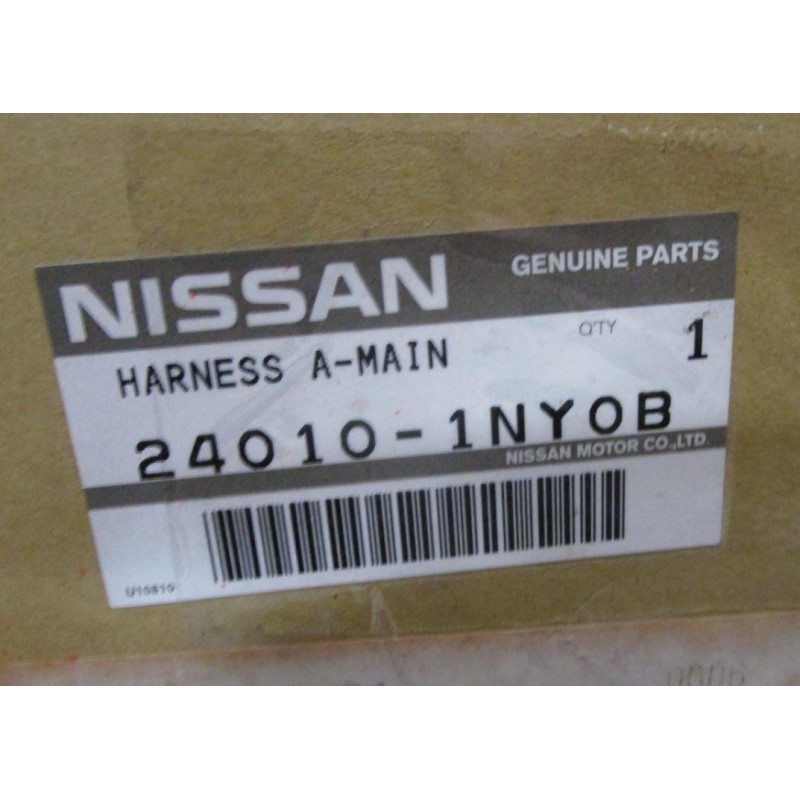 NISSAN GENUINE PARTS
HARNESS A-MAIN Q'TY 1
24010-1NY0B
NISSAN MOTOR CO.,LTD.